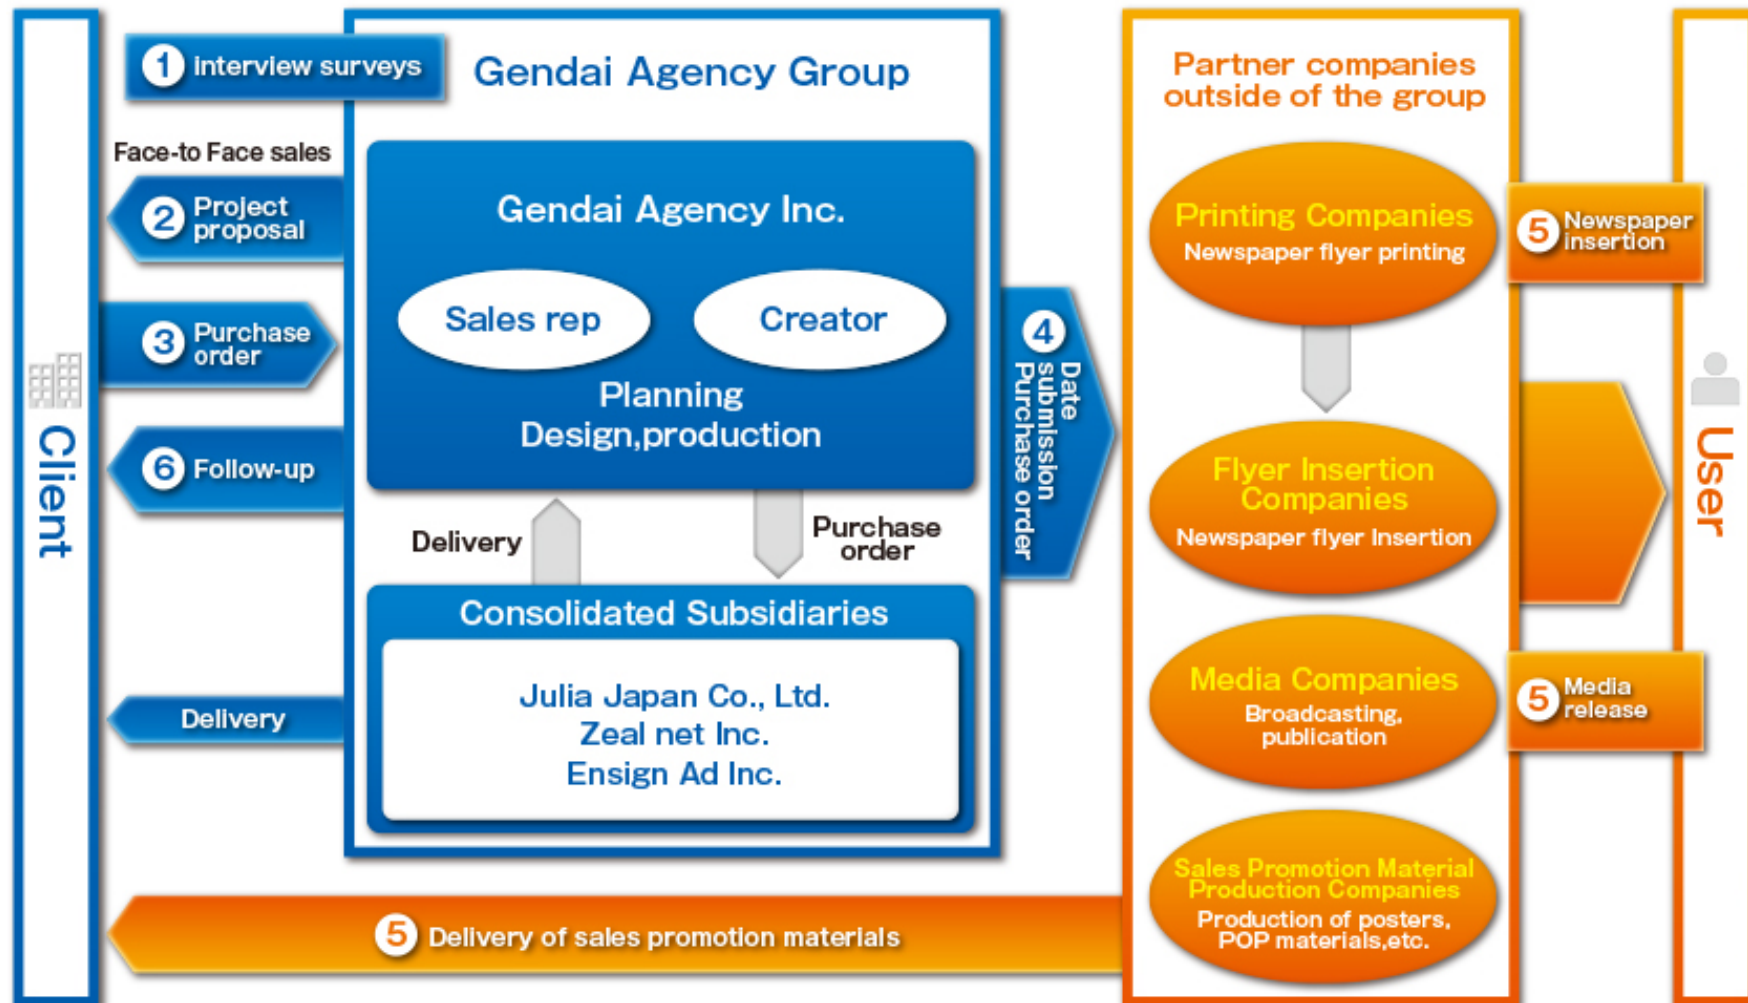 Client
1 Interview surveys
Face-to Face sales
2 Project
proposal
3 Purchase
order
6 Follow-up
Delivery
Gendai Agency Group
Gendai Agency Inc.
Sales rep
Creator
Planning
Design,production
Delivery
Purchase
order
Consolidated Subsidiaries
Julia Japan Co., Ltd.
Zeal net Inc.
Ensign Ad Inc.
4 Date
submission
Purchase order
Partner companies
outside of the group
Printing Companies
Newspaper flyer printing
Flyer Insertion
Companies
Newspaper flyer Insertion
Media Companies
Broadcasting,
publication
Sales Promotion Material
Production Companies
Production of posters,
POP materials,etc.
5 Newspaper
insertion
5 Media
release
5 Delivery of sales promotion materials
User